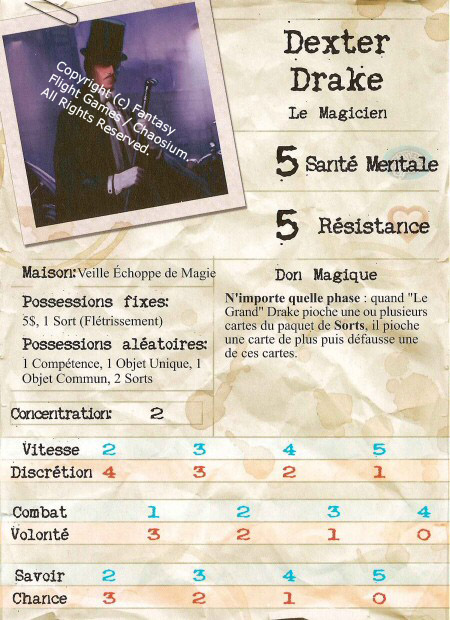 Copyright (c) Fantasy
Flight Games / Chaosium.
All Rights Reserved.
Dexter
Drake
Le Magicien
5 Santé Mentale
5 Résistance
Maison: Veille Échoppe de Magie
Possessions fixes:
5$, 1 Sort (Flétrissement)
Possessions aléatoires:
1 Compétence, 1 Objet Unique, 1
Objet Commun, 2 Sorts
Don Magique
N'importe quelle phase : quand "Le
Grand" Drake pioche une ou plusieurs
cartes du paquet de Sorts, il pioche
une carte de plus puis défausse une
de ces cartes.
Concentration: 2
Vitesse 2 3 4 5
Discrétion 4 3 2 1
Combat 1 2 3 4
Volonté 3 2 1 0
Savoir 2 3 4 5
Chance 3 2 1 0